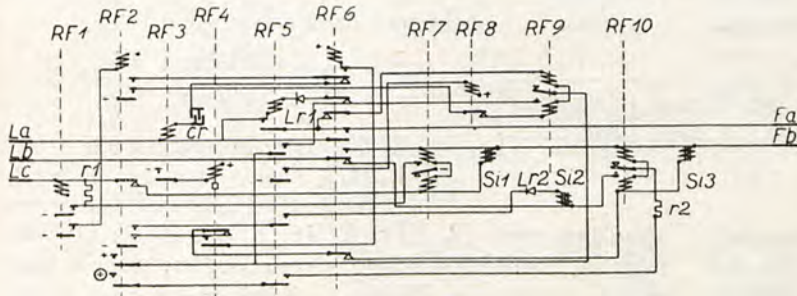 RF1 RF2 RF3 RF4 RF5 RF6 RF7 RF8 RF9 RF10
cr Lr1
La Fa
Lb Fb
Lc r1 Si1 Lr2 Si2 Si3
r2